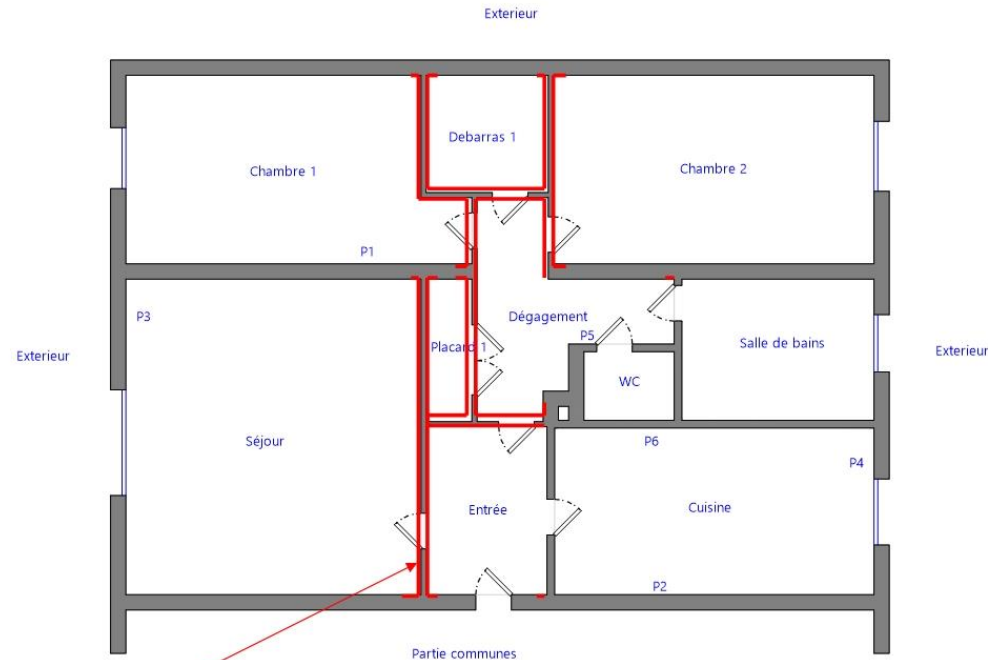 Exterieur
Debarras 1
Chambre 2
Chambre 1
P1
P3
Dégagement
P5
Placard 1
Salle de bains
Exterieur
Exterieur
WC
Séjour
P6
P4
Entrée
Cuisine
P2
Partie communes